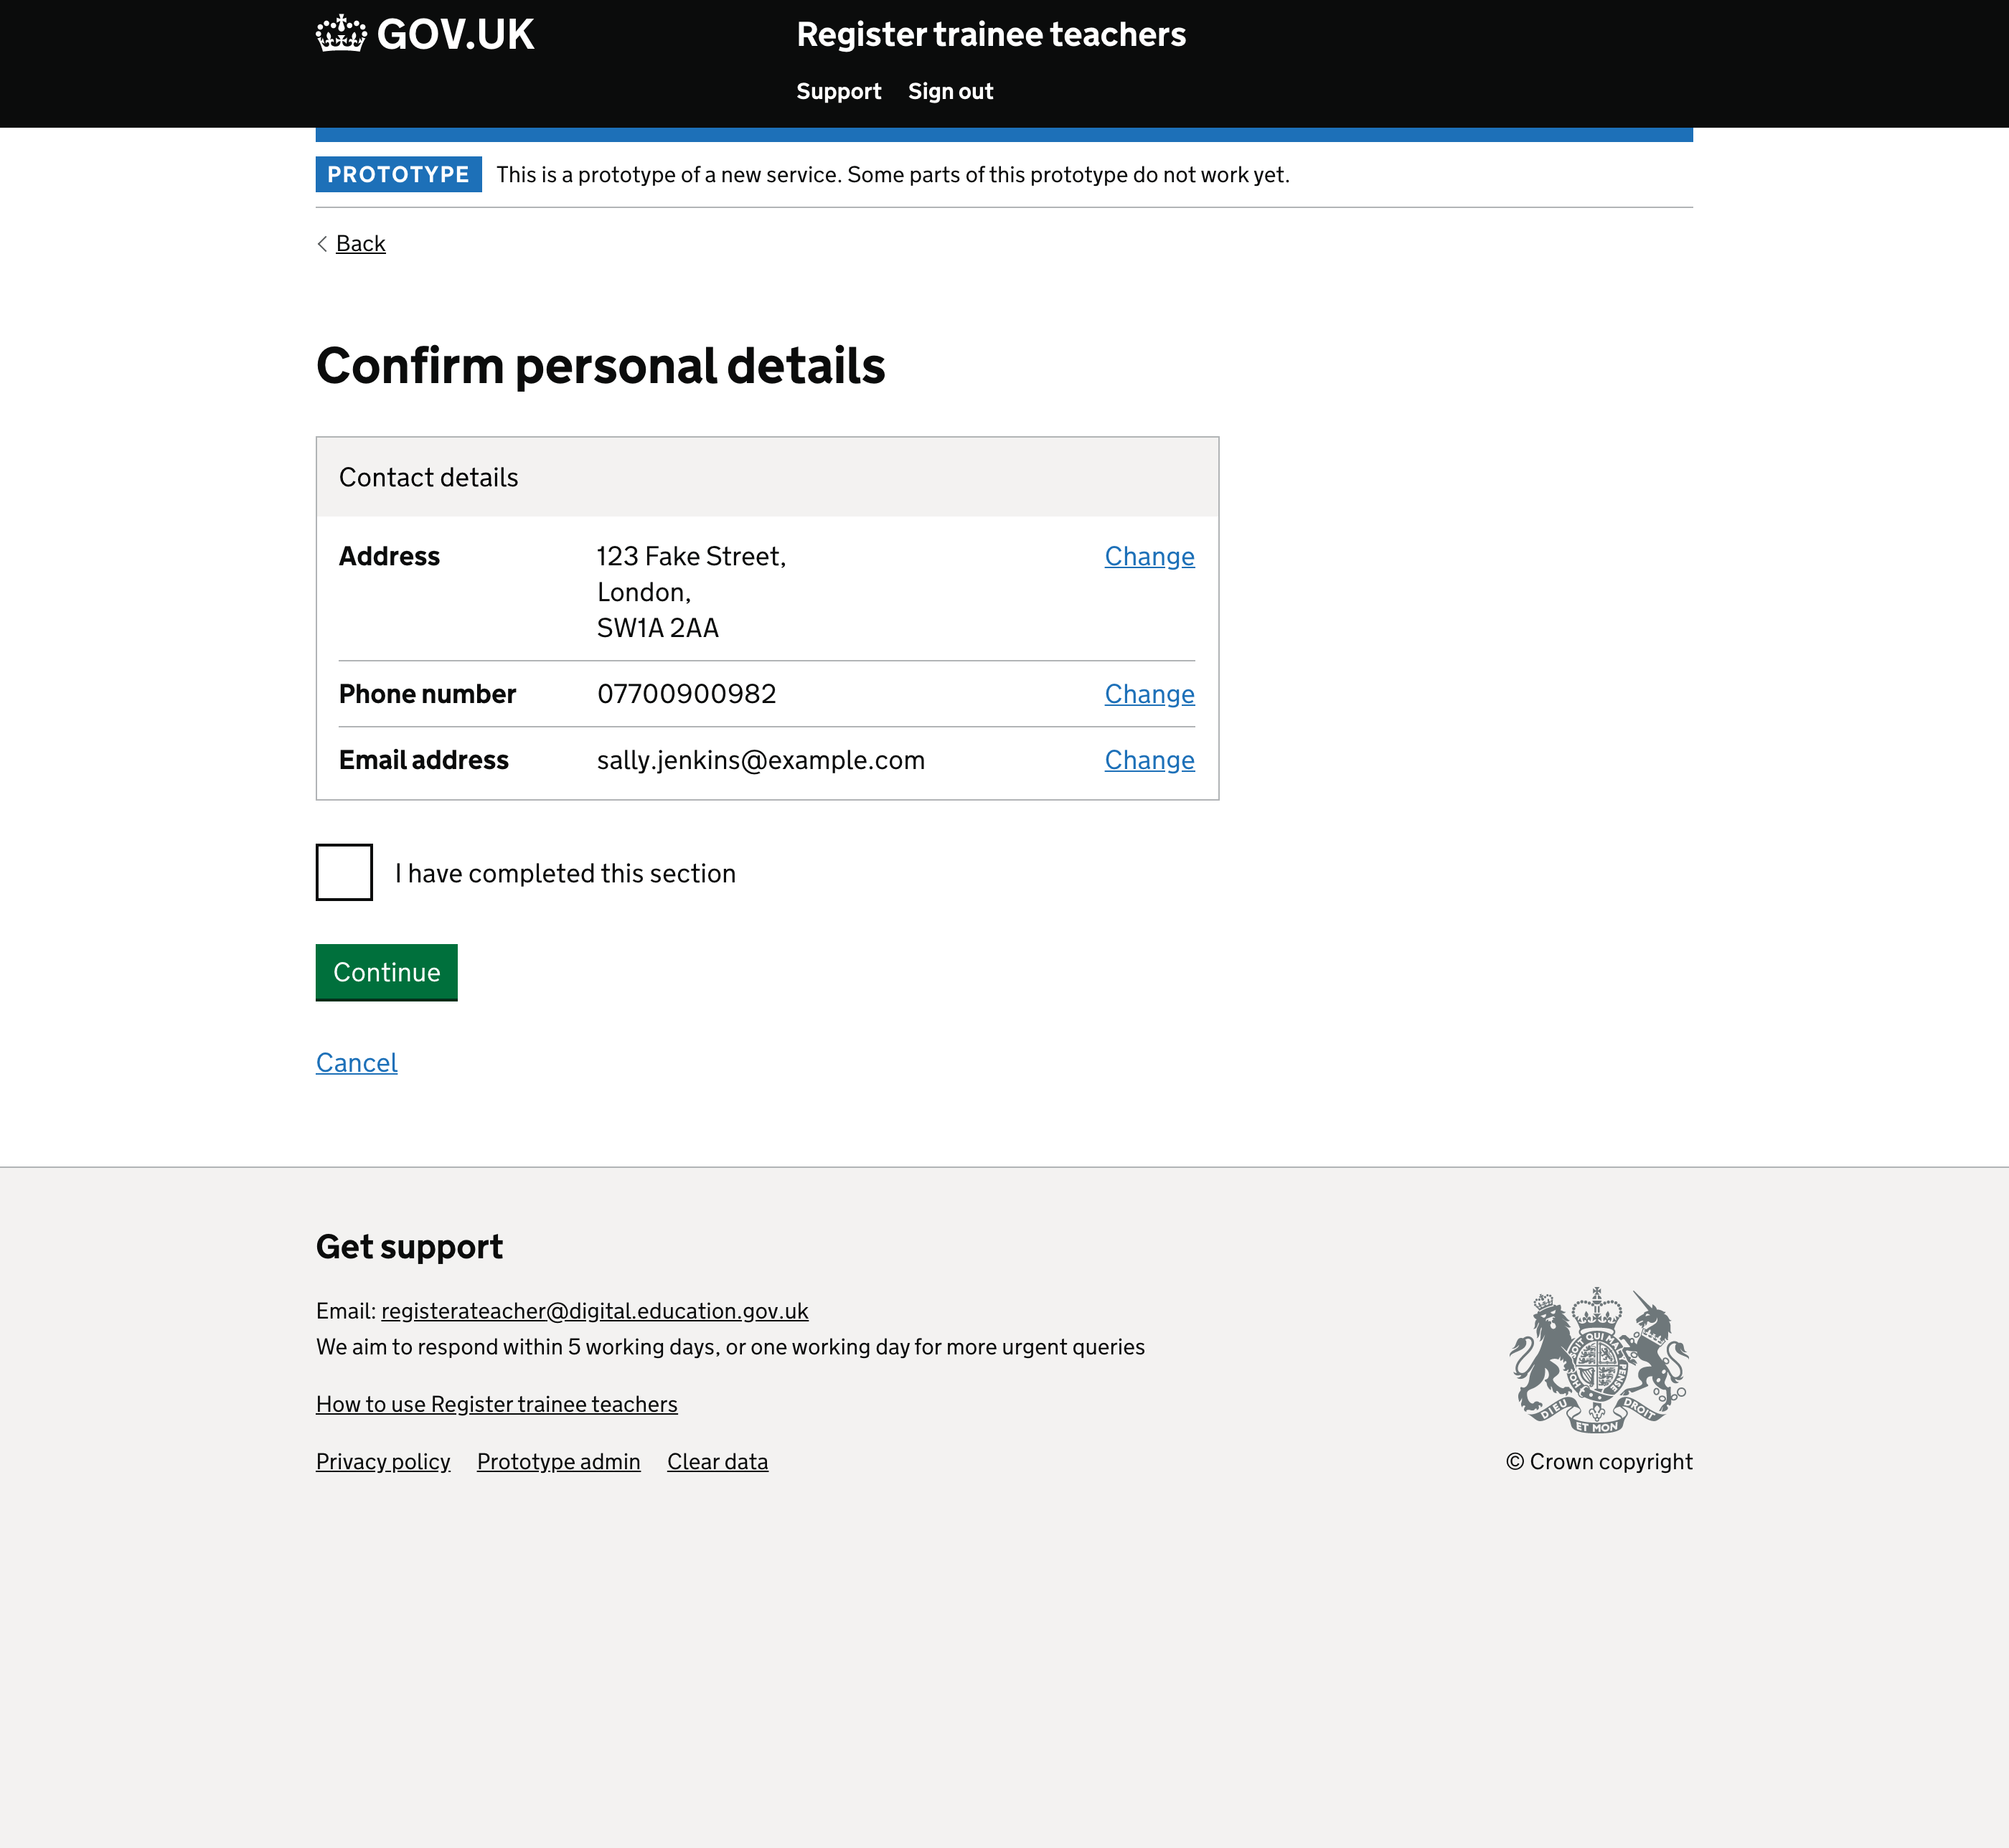 GOV.UK
Register trainee teachers
Support Sign out
PROTOTYPE This is a prototype of a new service. Some parts of this prototype do not work yet.
Back
Confirm personal details
Contact details
Address 123 Fake Street, Change
London,
SW1A 2AA
Phone number 07700900982 Change
Email address sally.jenkins@example.com Change
I have completed this section
Continue
Cancel
Get support
Email: registerateacher@digital.education.gov.uk
We aim to respond within 5 working days, or one working day for more urgent queries
How to use Register trainee teachers
Privacy policy Prototype admin Clear data
DIEU ET MON DROIT
© Crown copyright